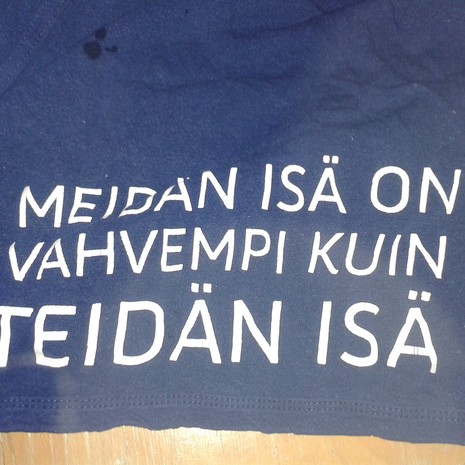 MEIDÄN ISÄ ON
VAHVEMPI KUIN
TEIDÄN ISÄ